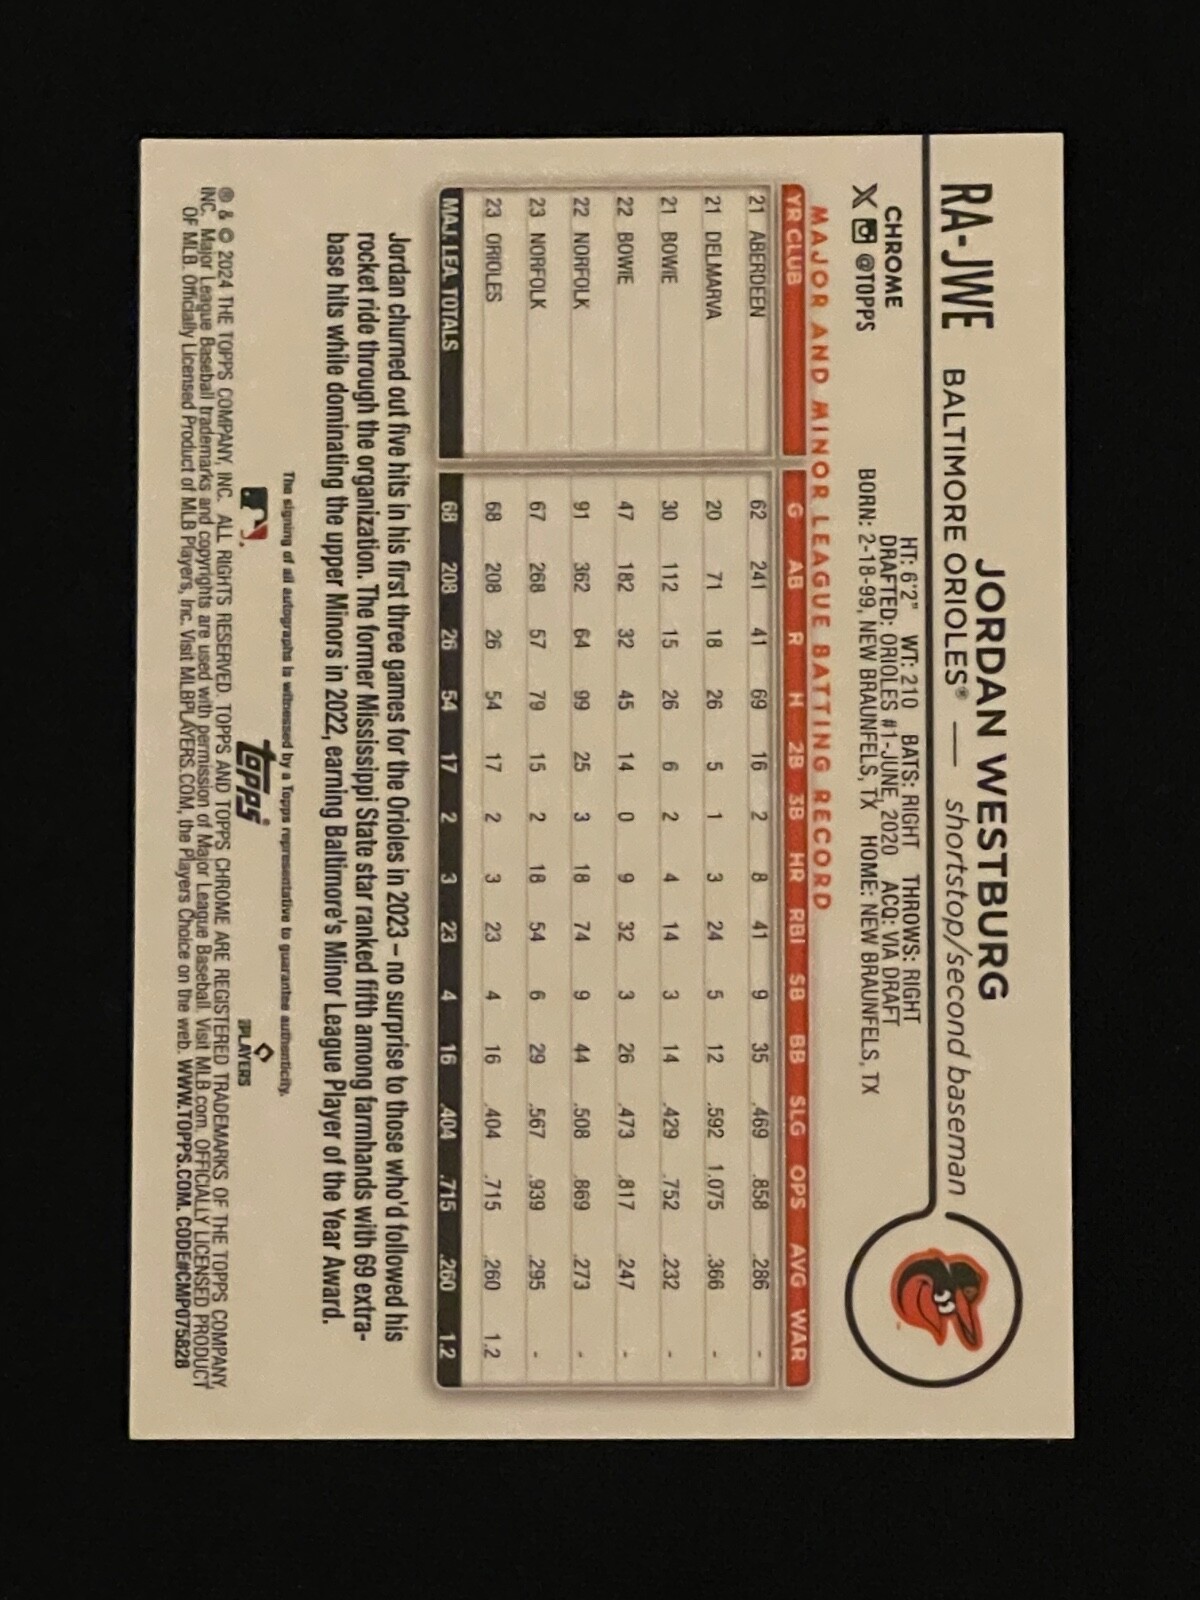 RA-JWE
JORDAN WESTBURG
BALTIMORE ORIOLES® — shortstop/second baseman
CHROME
@TOPPS
HT: 6'2" WT: 210 BATS: RIGHT THROWS: RIGHT
DRAFTED: ORIOLES #1-JUNE, 2020 ACQ: VIA DRAFT
BORN: 2-18-99, NEW BRAUNFELS, TX HOME: NEW BRAUNFELS, TX
MAJOR AND MINOR LEAGUE BATTING RECORD
YR CLUB G AB R H 2B 3B HR RBI SB BB SLG OPS AVG WAR
21 ABERDEEN 62 241 41 69 16 2 8 41 9 35 .469 .858 .286 -
21 DELMARVA 20 71 18 26 5 1 3 24 5 12 .592 1.075 .366 -
21 BOWIE 30 112 15 26 6 2 4 14 3 14 .429 .752 .232 -
22 BOWIE 47 182 32 45 14 0 9 32 3 26 .473 .817 .247 -
22 NORFOLK 91 362 64 99 25 3 18 74 9 44 .508 .869 .273 -
23 NORFOLK 67 268 57 79 15 2 18 54 6 29 .567 .939 .295 -
23 ORIOLES 68 208 26 54 17 2 3 23 4 16 .404 .715 .260 1.2
MAJ. LEA. TOTALS 68 208 26 54 17 2 3 23 4 16 .404 .715 .260 1.2
Jordan churned out five hits in his first three games for the Orioles in 2023 – no surprise to those who'd followed his
rocket ride through the organization. The former Mississippi State star ranked fifth among farmhands with 69 extra-
base hits while dominating the upper Minors in 2022, earning Baltimore's Minor League Player of the Year Award.
The signing of all autographs is witnessed by a Topps representative to guarantee authenticity.
topps®
PLAYERS
® & © 2024 THE TOPPS COMPANY, INC. ALL RIGHTS RESERVED. TOPPS AND TOPPS CHROME ARE REGISTERED TRADEMARKS OF THE TOPPS COMPANY,
INC. Major League Baseball trademarks and copyrights are used with permission of Major League Baseball. Visit MLB.com. OFFICIALLY LICENSED PRODUCT
OF MLB. Officially Licensed Product of MLB Players, Inc. Visit MLBPLAYERS.COM, the Players Choice on the web. WWW.TOPPS.COM. CODE#CMP075828